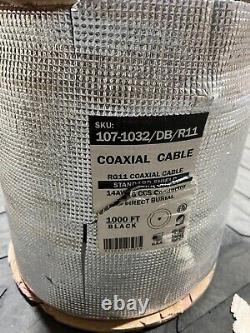 SKU:
107-1032/DB/R11
COAXIAL CABLE
RG11 COAXIAL CABLE
STANDARD SHIELD
14AWG CCS Conductor
DIRECT BURIAL
1000 FT
BLACK